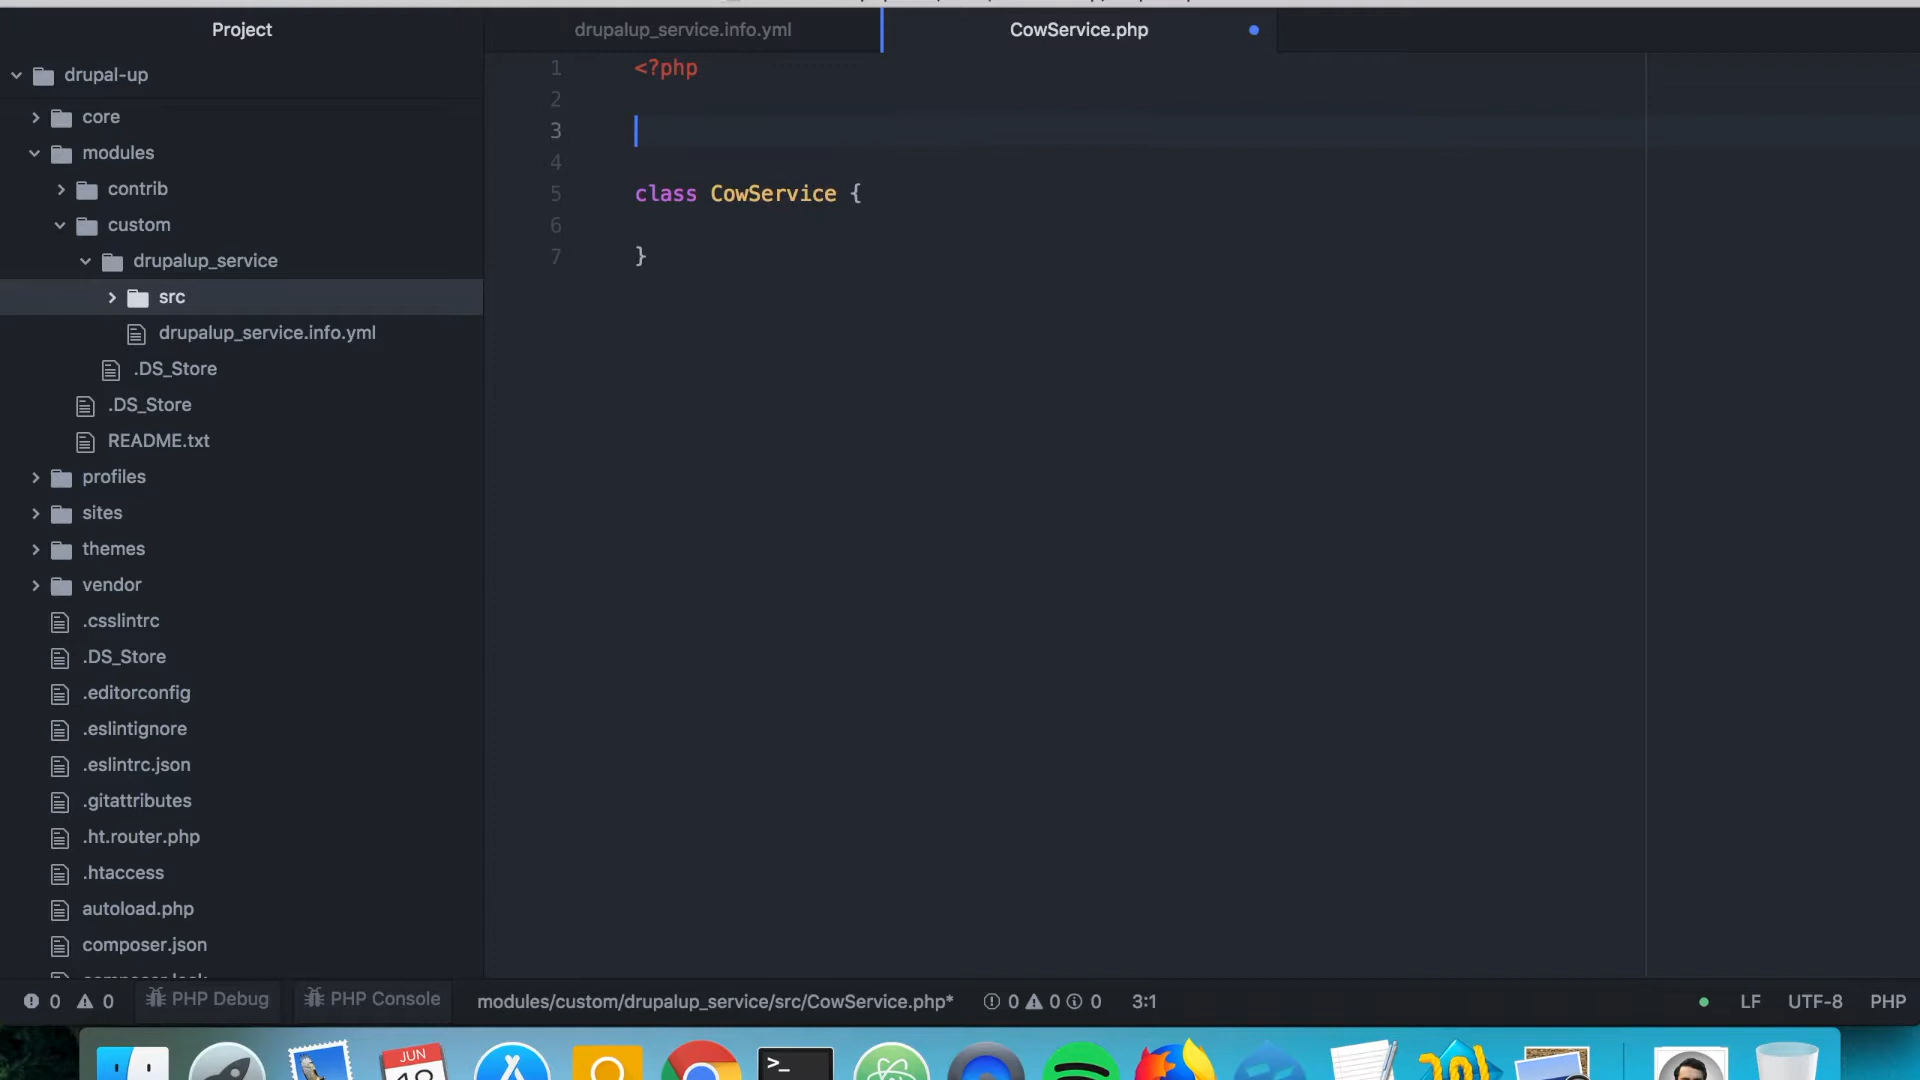 Project
drupalup_service.info.yml
CowService.php
drupal-up
core
modules
contrib
custom
drupalup_service
src
drupalup_service.info.yml
.DS_Store
.DS_Store
README.txt
profiles
sites
themes
vendor
.csslintrc
.DS_Store
.editorconfig
.eslintignore
.eslintrc.json
.gitattributes
.ht.router.php
.htaccess
autoload.php
composer.json
1 <?php
2
3
4
5 class CowService {
6
7 }
0 0 PHP Debug PHP Console modules/custom/drupalup_service/src/CowService.php* 0 0 0 3:1 LF UTF-8 PHP
JUN
>_